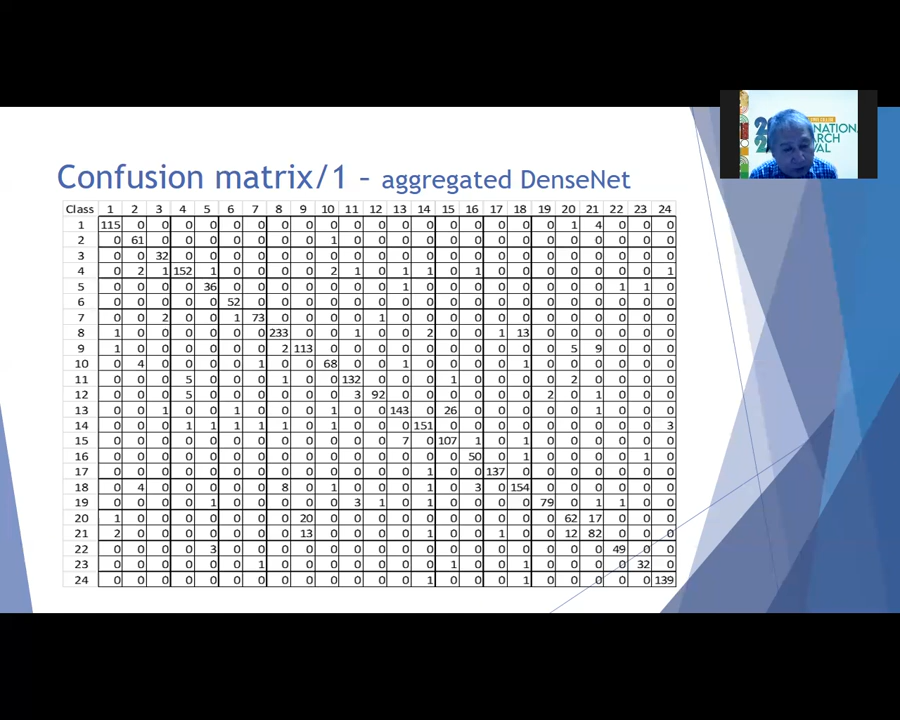 NATION
ARCH
VAL
Confusion matrix/1 – aggregated DenseNet
Class 1 2 3 4 5 6 7 8 9 10 11 12 13 14 15 16 17 18 19 20 21 22 23 24
1 115 0 0 0 0 0 0 0 0 0 0 0 0 0 0 0 0 0 0 1 4 0 0 0
2 0 61 0 0 0 0 0 0 0 1 0 0 0 0 0 0 0 0 0 0 0 0 0 0
3 0 0 32 0 0 0 0 0 0 0 0 0 0 0 0 0 0 0 0 0 0 0 0 0
4 0 2 1 152 1 0 0 0 0 2 1 0 1 1 0 1 0 0 0 0 0 0 0 1
5 0 0 0 0 36 0 0 0 0 0 0 0 1 0 0 0 0 0 0 0 0 1 1 0
6 0 0 0 0 0 52 0 0 0 0 0 0 0 0 0 0 0 0 0 0 0 0 0 0
7 0 0 2 0 0 1 73 0 0 0 0 1 0 0 0 0 0 0 0 0 0 0 0 0
8 1 0 0 0 0 0 0 233 0 0 1 0 0 2 0 0 1 13 0 0 0 0 0 0
9 1 0 0 0 0 0 0 2 113 0 0 0 0 0 0 0 0 0 0 5 9 0 0 0
10 0 4 0 0 0 0 1 0 0 68 0 0 1 0 0 0 0 1 0 0 0 0 0 0
11 0 0 0 5 0 0 0 1 0 0 132 0 0 0 1 0 0 0 0 2 0 0 0 0
12 0 0 0 5 0 0 0 0 0 0 3 92 0 0 0 0 0 0 2 0 1 0 0 0
13 0 0 1 0 0 1 0 0 0 1 0 0 143 0 26 0 0 0 0 0 1 0 0 0
14 0 0 0 1 1 1 1 1 0 1 0 0 0 151 0 0 0 0 0 0 0 0 0 3
15 0 0 0 0 0 0 0 0 0 0 0 0 7 0 107 1 0 1 0 0 0 0 0 0
16 0 0 0 0 0 0 0 0 0 0 0 0 0 0 0 50 0 1 0 0 0 0 1 0
17 0 0 0 0 0 0 0 0 0 0 0 0 0 1 0 0 137 0 0 0 0 0 0 0
18 0 4 0 0 0 0 0 8 0 1 0 0 0 1 0 3 0 154 0 0 0 0 0 0
19 0 0 0 0 1 0 0 0 0 0 3 1 0 1 0 0 0 0 79 0 1 1 0 0
20 1 0 0 0 0 0 0 0 20 0 0 0 0 0 0 0 0 0 0 62 17 0 0 0
21 2 0 0 0 0 0 0 0 13 0 0 0 0 1 0 0 1 0 0 12 82 0 0 0
22 0 0 0 0 3 0 0 0 0 0 0 0 0 0 0 0 0 0 0 0 0 49 0 0
23 0 0 0 0 0 0 1 0 0 0 0 0 0 0 1 0 0 1 0 0 0 0 32 0
24 0 0 0 0 0 0 0 0 0 0 0 0 0 1 0 0 0 1 0 0 0 0 0 139